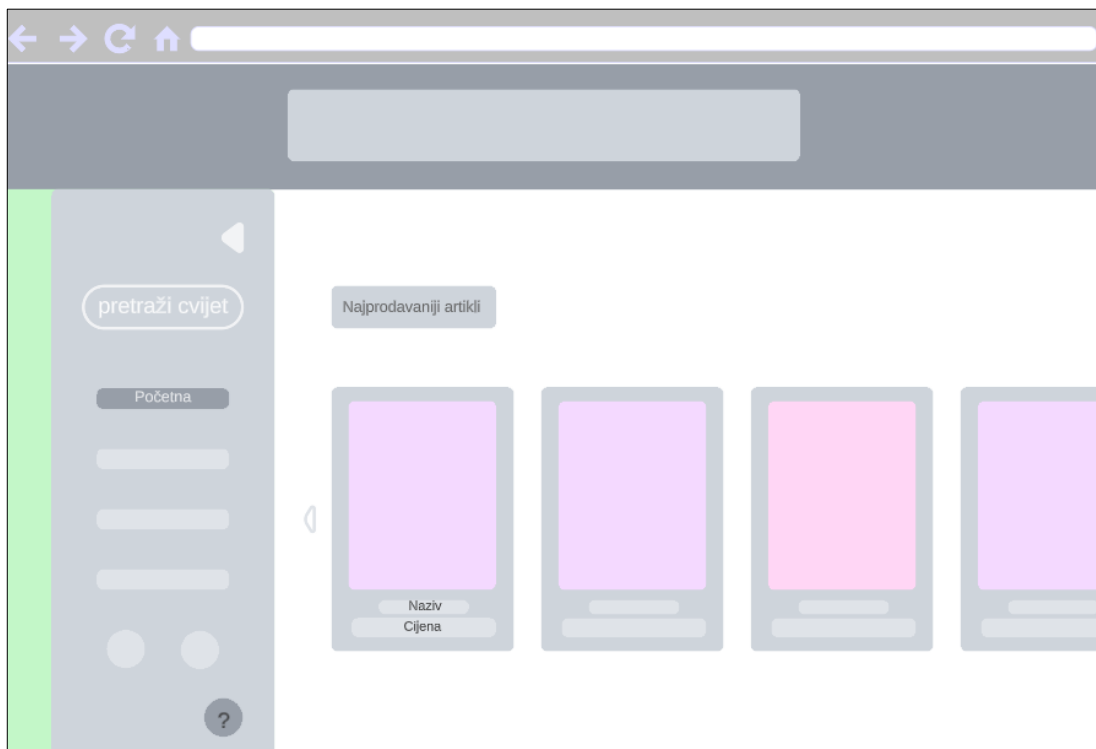 pretraži cvijet
Najprodavaniji artikli
Početna
Naziv
Cijena
?